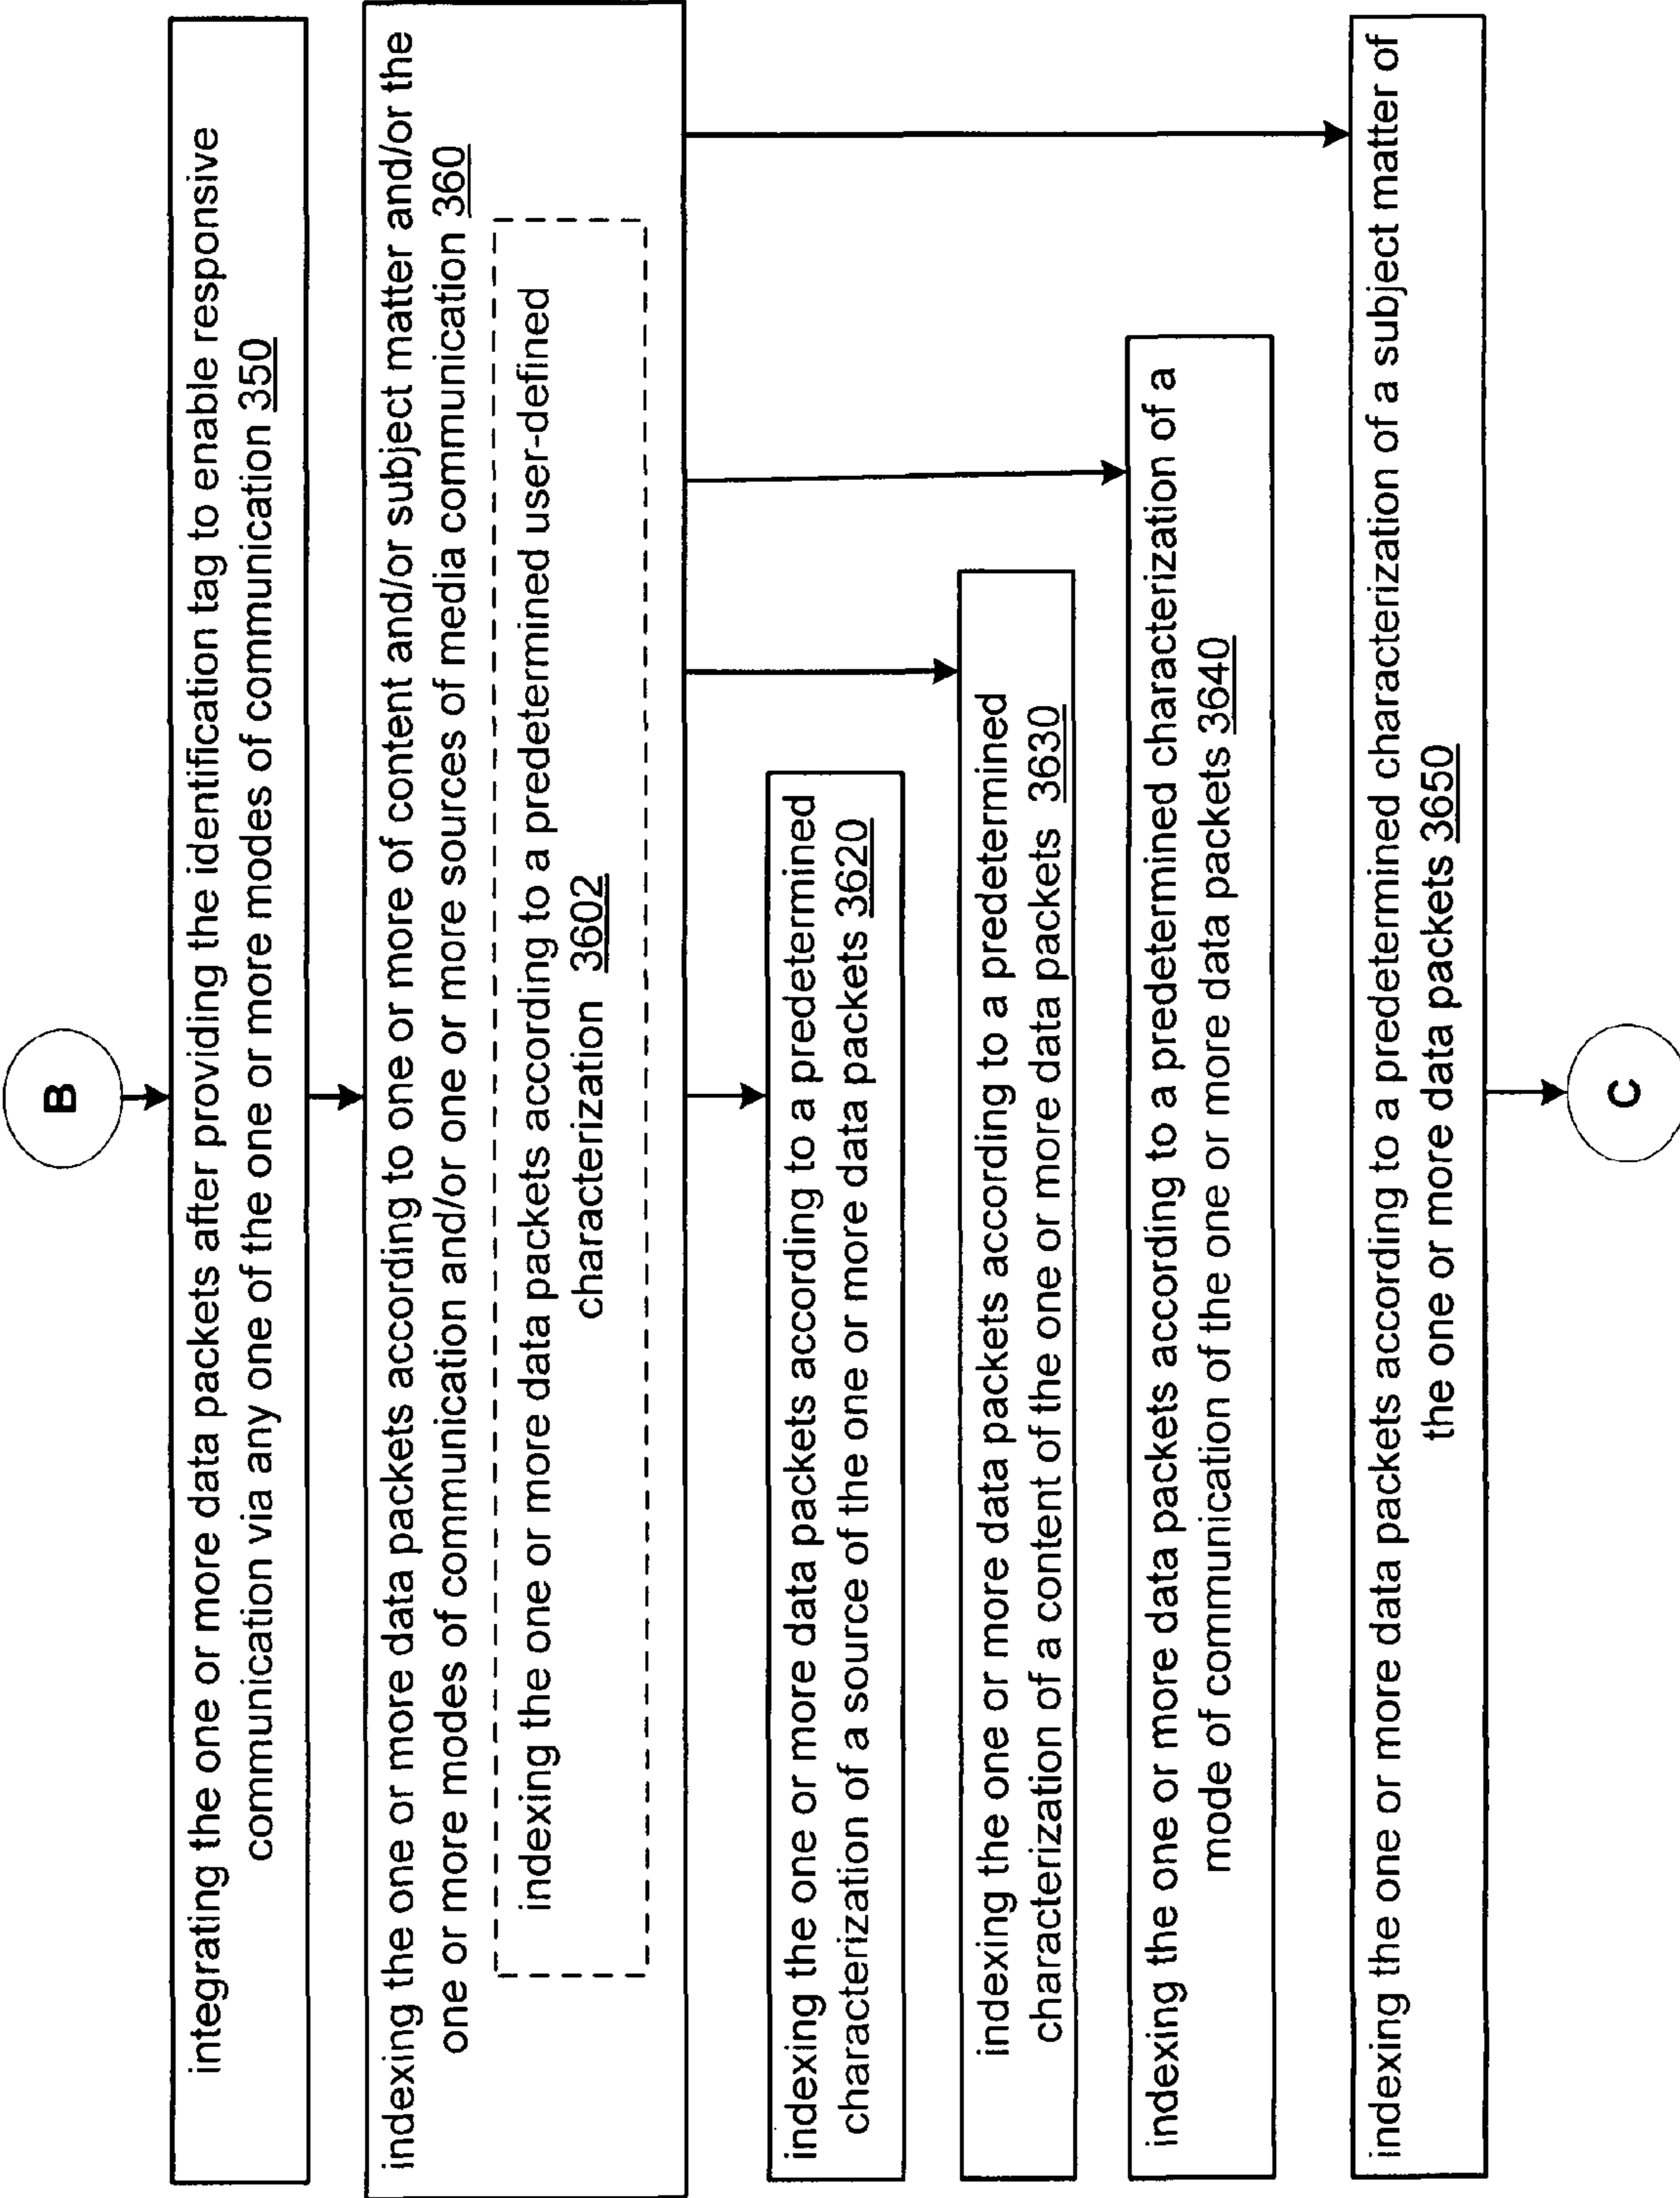 B
integrating the one or more data packets after providing the identification tag to enable responsive
communication via any one of the one or more modes of communication 350
indexing the one or more data packets according to one or more of content and/or subject matter and/or the
one or more modes of communication and/or one or more sources of media communication 360
indexing the one or more data packets according to a predetermined user-defined
characterization 3602
indexing the one or more data packets according to a predetermined
characterization of a source of the one or more data packets 3620
indexing the one or more data packets according to a predetermined
characterization of a content of the one or more data packets 3630
indexing the one or more data packets according to a predetermined characterization of a
mode of communication of the one or more data packets 3640
indexing the one or more data packets according to a predetermined characterization of a subject matter of
the one or more data packets 3650
C